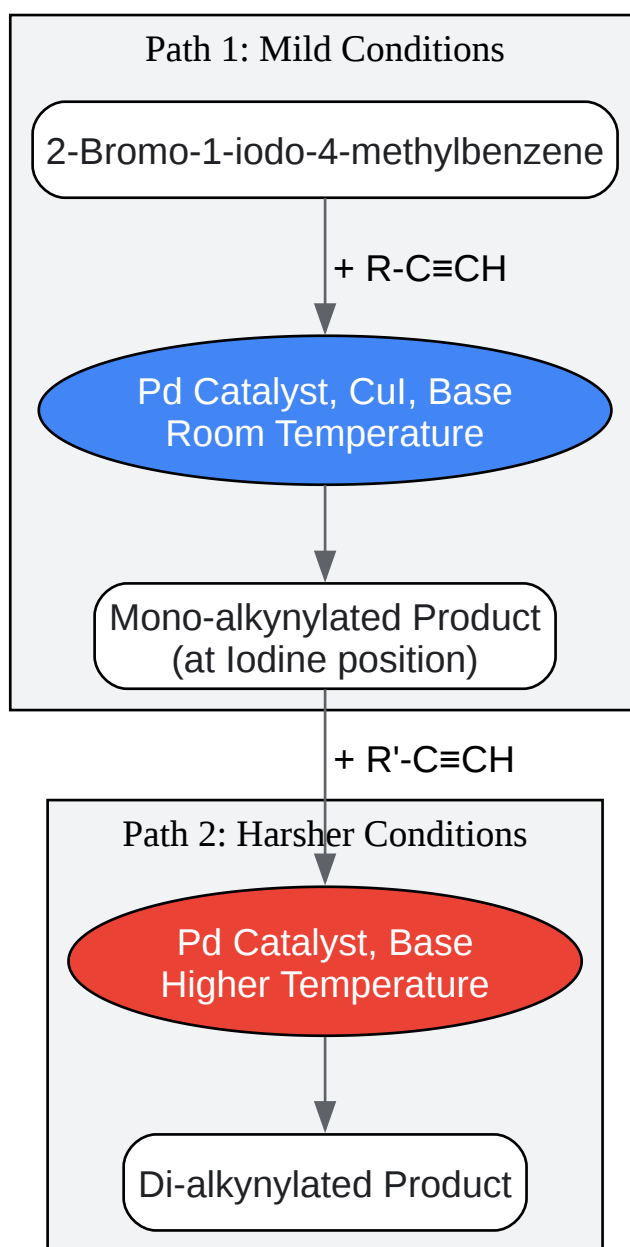 Path 1: Mild Conditions
2-Bromo-1-iodo-4-methylbenzene
+ R-C≡CH
Pd Catalyst, CuI, Base
Room Temperature
Mono-alkynylated Product
(at Iodine position)
+ R'-C≡CH
Path 2: Harsher Conditions
Pd Catalyst, Base
Higher Temperature
Di-alkynylated Product